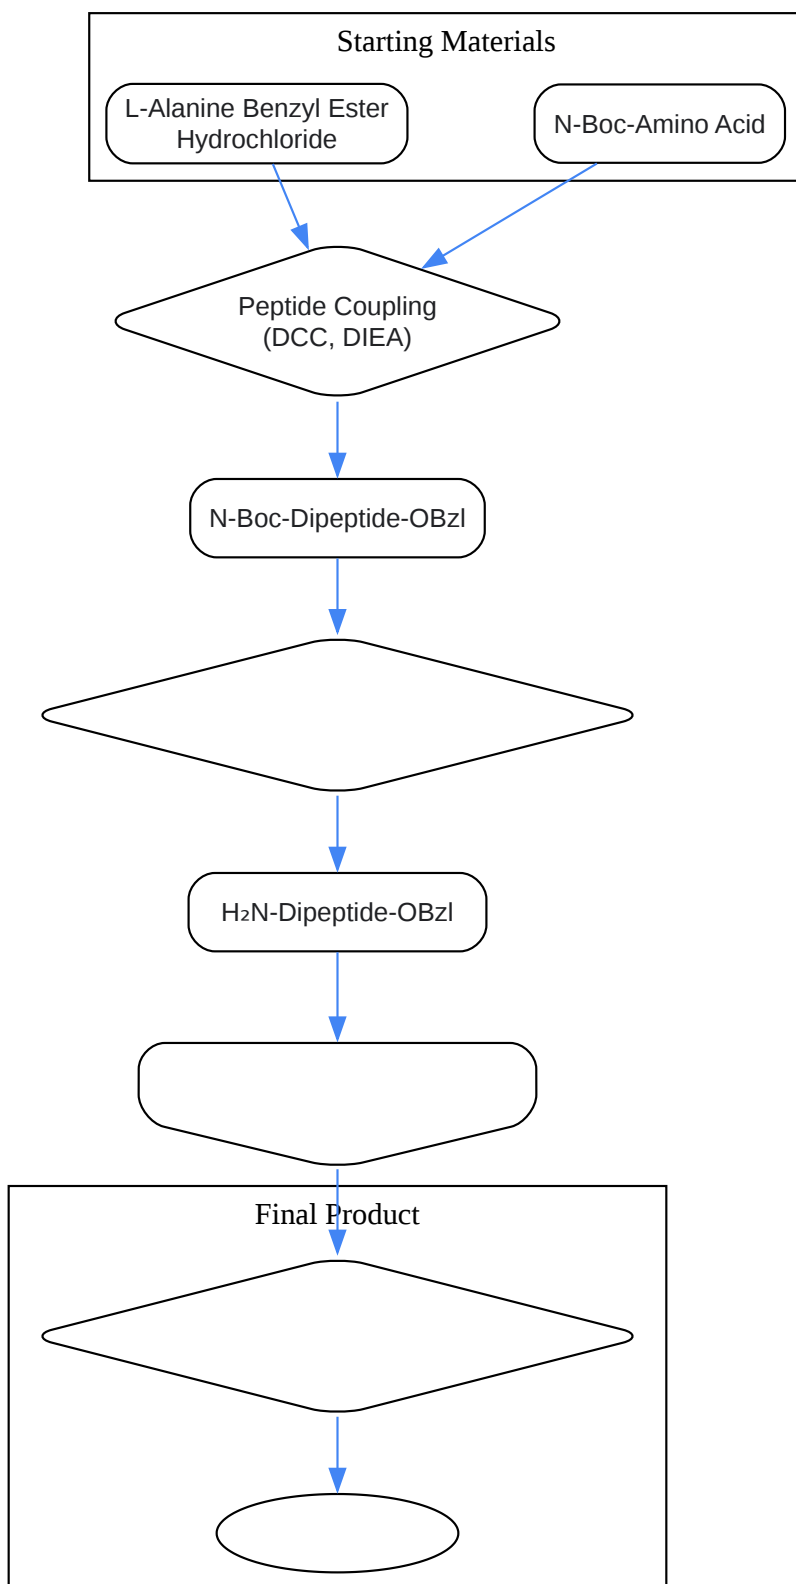 Starting Materials
L-Alanine Benzyl Ester
Hydrochloride
N-Boc-Amino Acid
Peptide Coupling
(DCC, DIEA)
N-Boc-Dipeptide-OBzl
H₂N-Dipeptide-OBzl
Final Product